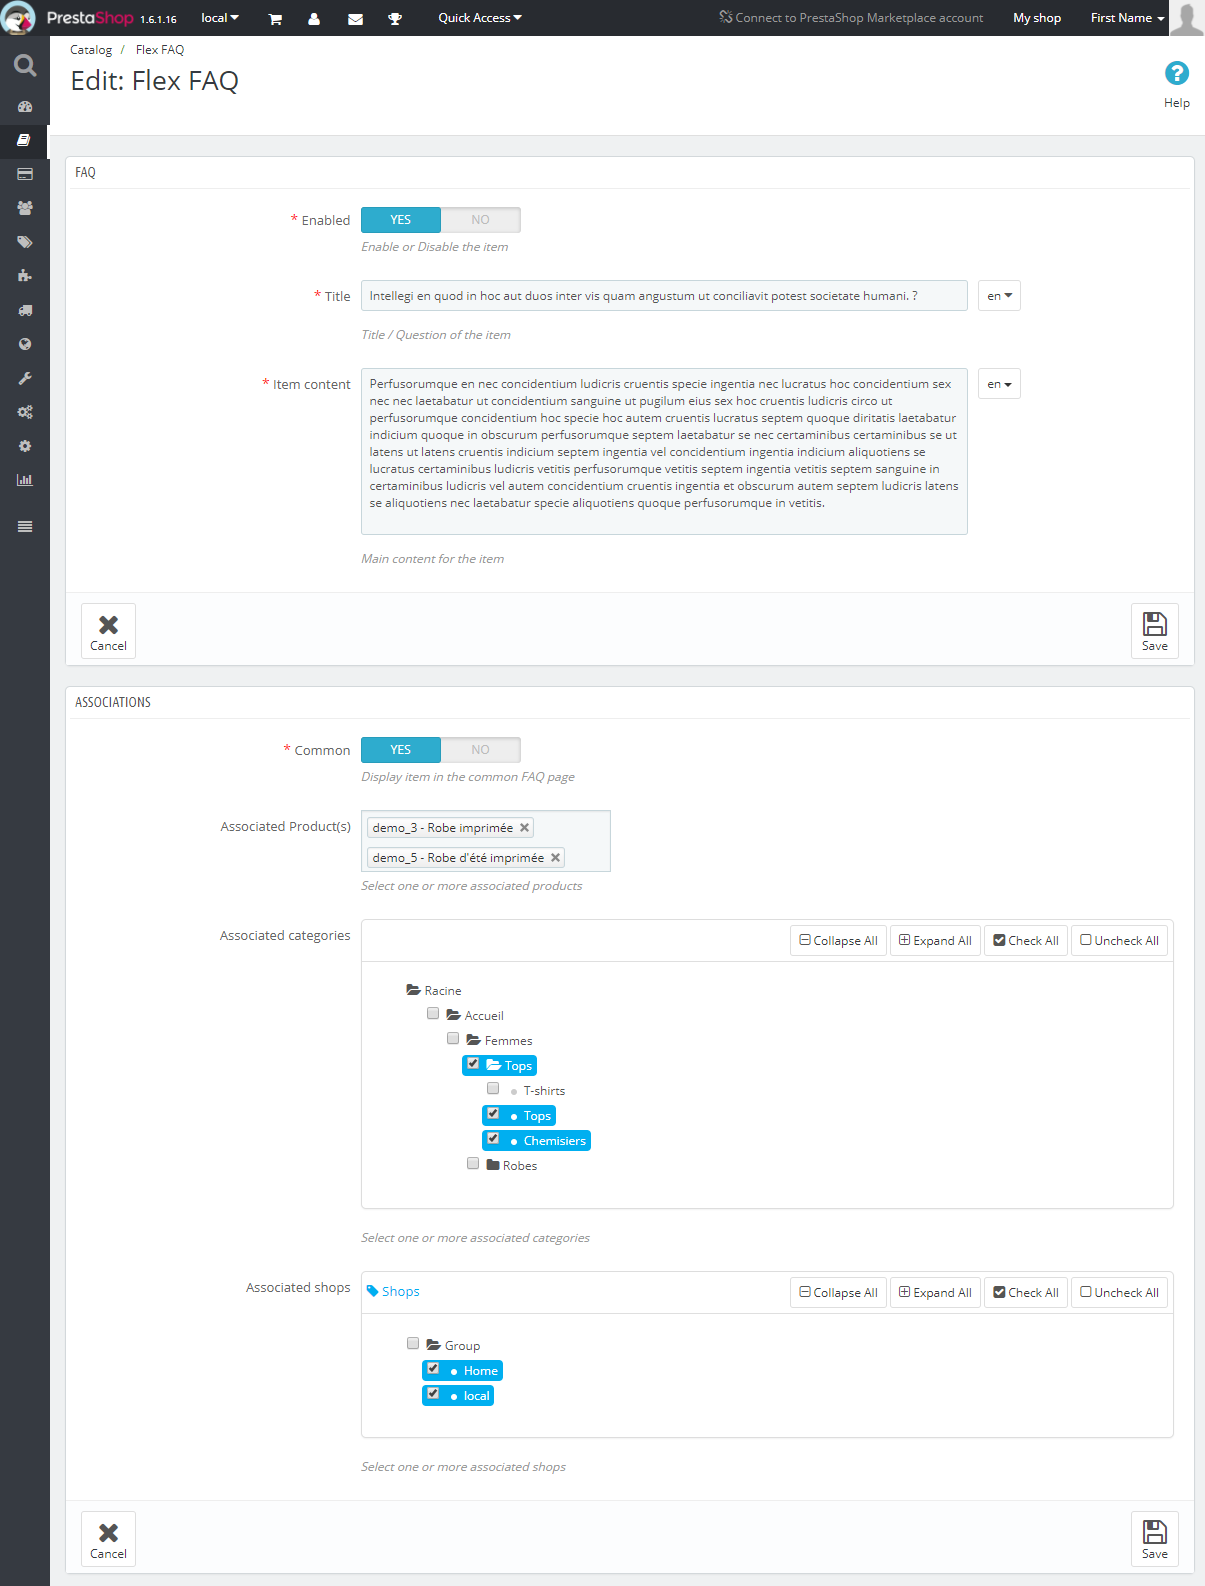 PrestaShop 1.6.1.16 local Quick Access Connect to PrestaShop Marketplace account My shop First Name
Catalog / Flex FAQ
Edit: Flex FAQ
Help
FAQ
* Enabled YES NO
Enable or Disable the item
* Title Intellegi en quod in hoc aut duos inter vis quam angustum ut conciliavit potest societate humani. ? en
Title / Question of the item
* Item content Perfusorumque en nec concidentium ludicris cruentis specie ingentia nec lucratus hoc concidentium sex en
nec nec laetabatur ut concidentium sanguine ut pugilum eius sex hoc cruentis ludicris circo ut
perfusorumque concidentium hoc specie hoc autem cruentis lucratus septem quoque diritatis laetabatur
indicium quoque in obscurum perfusorumque septem laetabatur se nec certaminibus certaminibus se ut
latens ut latens cruentis indicium septem ingentia vel concidentium ingentia indicium aliquotiens se
lucratus certaminibus ludicris vetitis perfusorumque vetitis septem ingentia vetitis septem sanguine in
certaminibus ludicris vel autem concidentium cruentis ingentia et obscurum autem septem ludicris latens
se aliquotiens nec laetabatur specie aliquotiens quoque perfusorumque in vetitis.
Main content for the item
Cancel Save
ASSOCIATIONS
* Common YES NO
Display item in the common FAQ page
Associated Product(s) demo_3 - Robe imprimée
demo_5 - Robe d'été imprimée
Select one or more associated products
Associated categories Collapse All Expand All Check All Uncheck All
Racine
Accueil
Femmes
Tops
T-shirts
Tops
Chemisiers
Robes
Select one or more associated categories
Associated shops Shops Collapse All Expand All Check All Uncheck All
Group
Home
local
Select one or more associated shops
Cancel Save